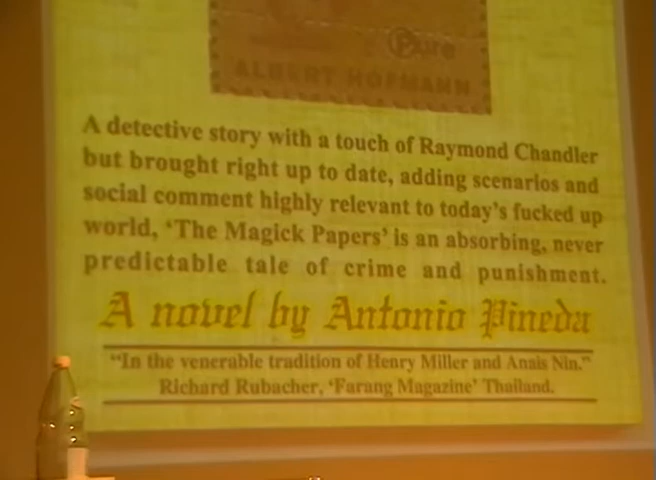 Pure
ALBERT HOFMANN
A detective story with a touch of Raymond Chandler
but brought right up to date, adding scenarios and
social comment highly relevant to today's fucked up
world, 'The Magick Papers' is an absorbing, never
predictable tale of crime and punishment.
A novel by Antonio Pineda
"In the venerable tradition of Henry Miller and Anais Nin."
Richard Rubacher, 'Farang Magazine' Thailand.